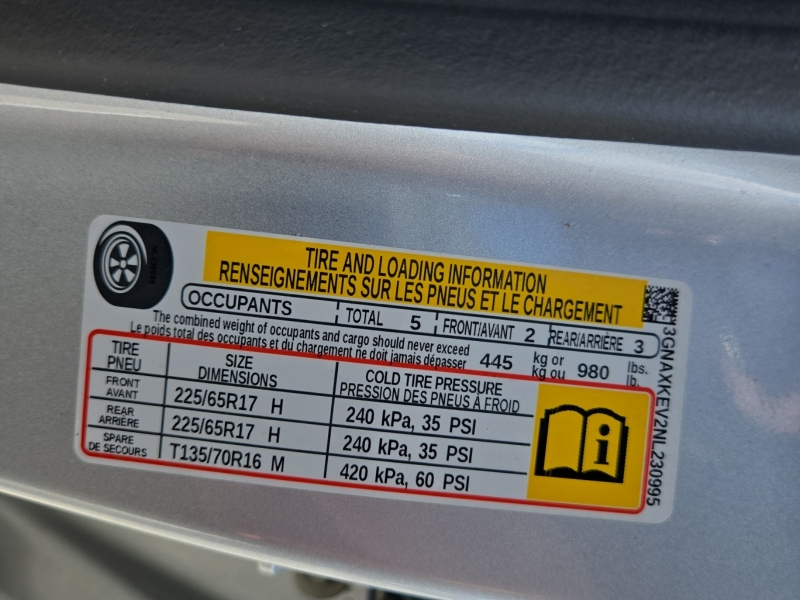 TIRE AND LOADING INFORMATION
RENSEIGNEMENTS SUR LES PNEUS ET LE CHARGEMENT
OCCUPANTS TOTAL 5 FRONT/AVANT 2 REAR/ARRIÈRE 3
The combined weight of occupants and cargo should never exceed 445 kg or 980 lbs.
Le poids total des occupants et du chargement ne doit jamais dépasser kg ou lb.
TIRE SIZE COLD TIRE PRESSURE
PNEU DIMENSIONS PRESSION DES PNEUS À FROID
FRONT
AVANT 225/65R17 H 240 kPa, 35 PSI
REAR
ARRIÈRE 225/65R17 H 240 kPa, 35 PSI
SPARE
DE SECOURS T135/70R16 M 420 kPa, 60 PSI
i
3GNAXKEV2NL230995